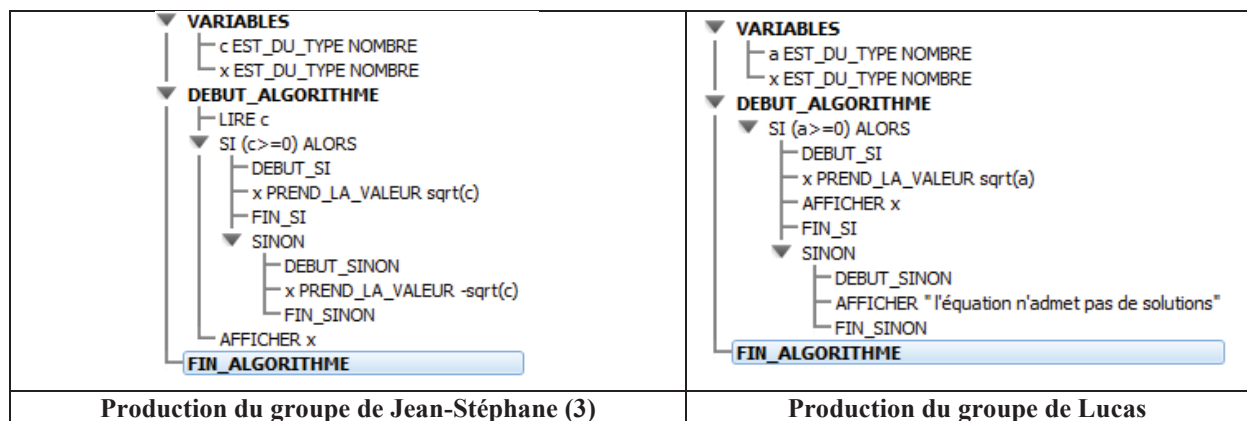 VARIABLES
c EST_DU_TYPE NOMBRE
x EST_DU_TYPE NOMBRE
DEBUT_ALGORITHME
LIRE c
SI (c>=0) ALORS
DEBUT_SI
x PREND_LA_VALEUR sqrt(c)
FIN_SI
SINON
DEBUT_SINON
x PREND_LA_VALEUR -sqrt(c)
FIN_SINON
AFFICHER x
FIN_ALGORITHME
Production du groupe de Jean-Stéphane (3)
VARIABLES
a EST_DU_TYPE NOMBRE
x EST_DU_TYPE NOMBRE
DEBUT_ALGORITHME
SI (a>=0) ALORS
DEBUT_SI
x PREND_LA_VALEUR sqrt(a)
AFFICHER x
FIN_SI
SINON
DEBUT_SINON
AFFICHER " l'équation n'admet pas de solutions"
FIN_SINON
FIN_ALGORITHME
Production du groupe de Lucas